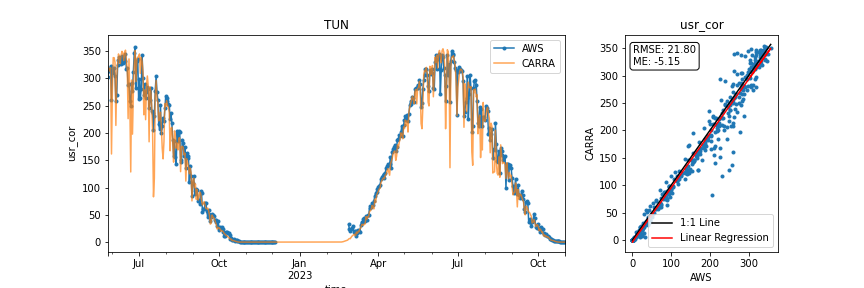 TUN
usr_cor
350
300
250
200
150
100
50
0
Jul
Oct
Jan
2023
Apr
Jul
Oct
time
AWS
CARRA
usr_cor
CARRA
350
300
250
200
150
100
50
0
RMSE: 21.80
ME: -5.15
1:1 Line
Linear Regression
0
100
200
300
AWS